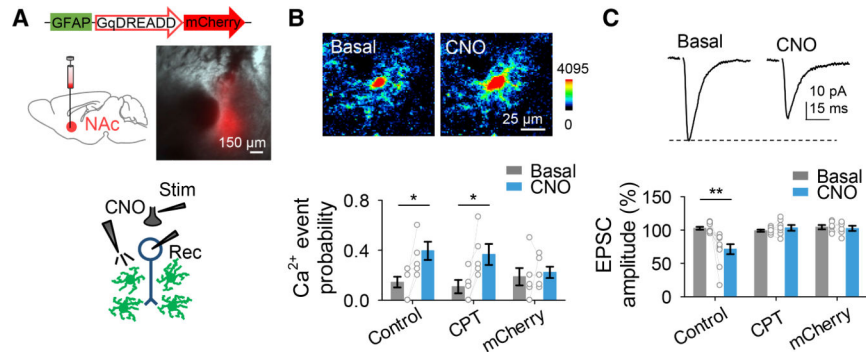 A
GFAP GqDREADD mCherry
NAc
150 µm
CNO
Stim
Rec
B
Basal
CNO
4095
0
25 µm
Basal
CNO
Ca2+ event
probability
0.8
0.4
0.0
*
*
Control
CPT
mCherry
C
Basal
CNO
10 pA
15 ms
Basal
CNO
EPSC
amplitude (%)
150
100
50
0
**
Control
CPT
mCherry